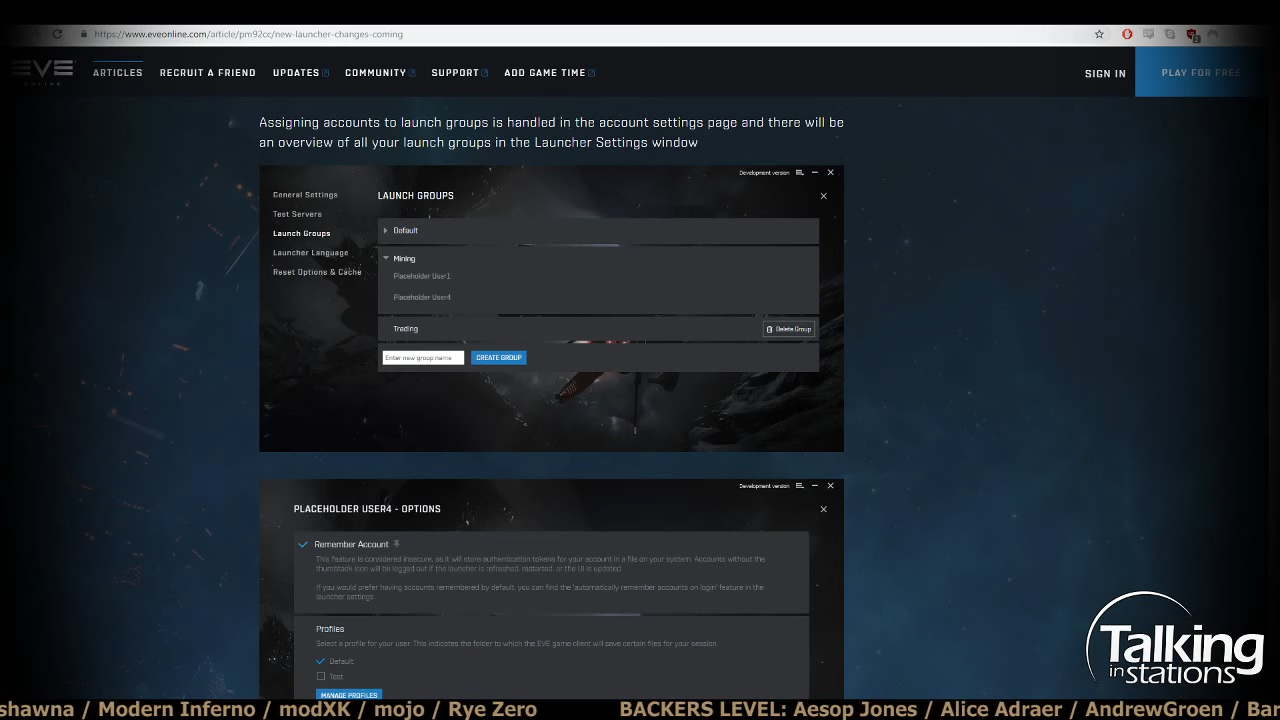 https://www.eveonline.com/article/pm92cc/new-launcher-changes-coming
EVE
ONLINE
ARTICLES RECRUIT A FRIEND UPDATES COMMUNITY SUPPORT ADD GAME TIME SIGN IN PLAY FOR FREE
Assigning accounts to launch groups is handled in the account settings page and there will be
an overview of all your launch groups in the Launcher Settings window
Development version
General Settings
Test Servers
Launch Groups
Launcher Language
Reset Options & Cache
LAUNCH GROUPS
Default
Mining
Placeholder User1
Placeholder User4
Trading Delete Group
Enter new group name CREATE GROUP
Development version
PLACEHOLDER USER4 - OPTIONS
Remember Account
This feature is considered insecure, as it will store authentication tokens for your account in a file on your system. Accounts without the
thumbtack icon will be logged out if the launcher is refreshed, restarted, or the UI is updated.
If you would prefer having accounts remembered by default, you can find the 'automatically remember accounts on login' feature in the
launcher settings.
Profiles
Select a profile for your user. This indicates the folder to which the EVE game client will save certain files for your session.
Default
Test
MANAGE PROFILES
Talking
in STATIONS
shawna / Modern Inferno / modXK / mojo / Rye Zero BACKERS LEVEL: Aesop Jones / Alice Adraer / AndrewGroen / Bar